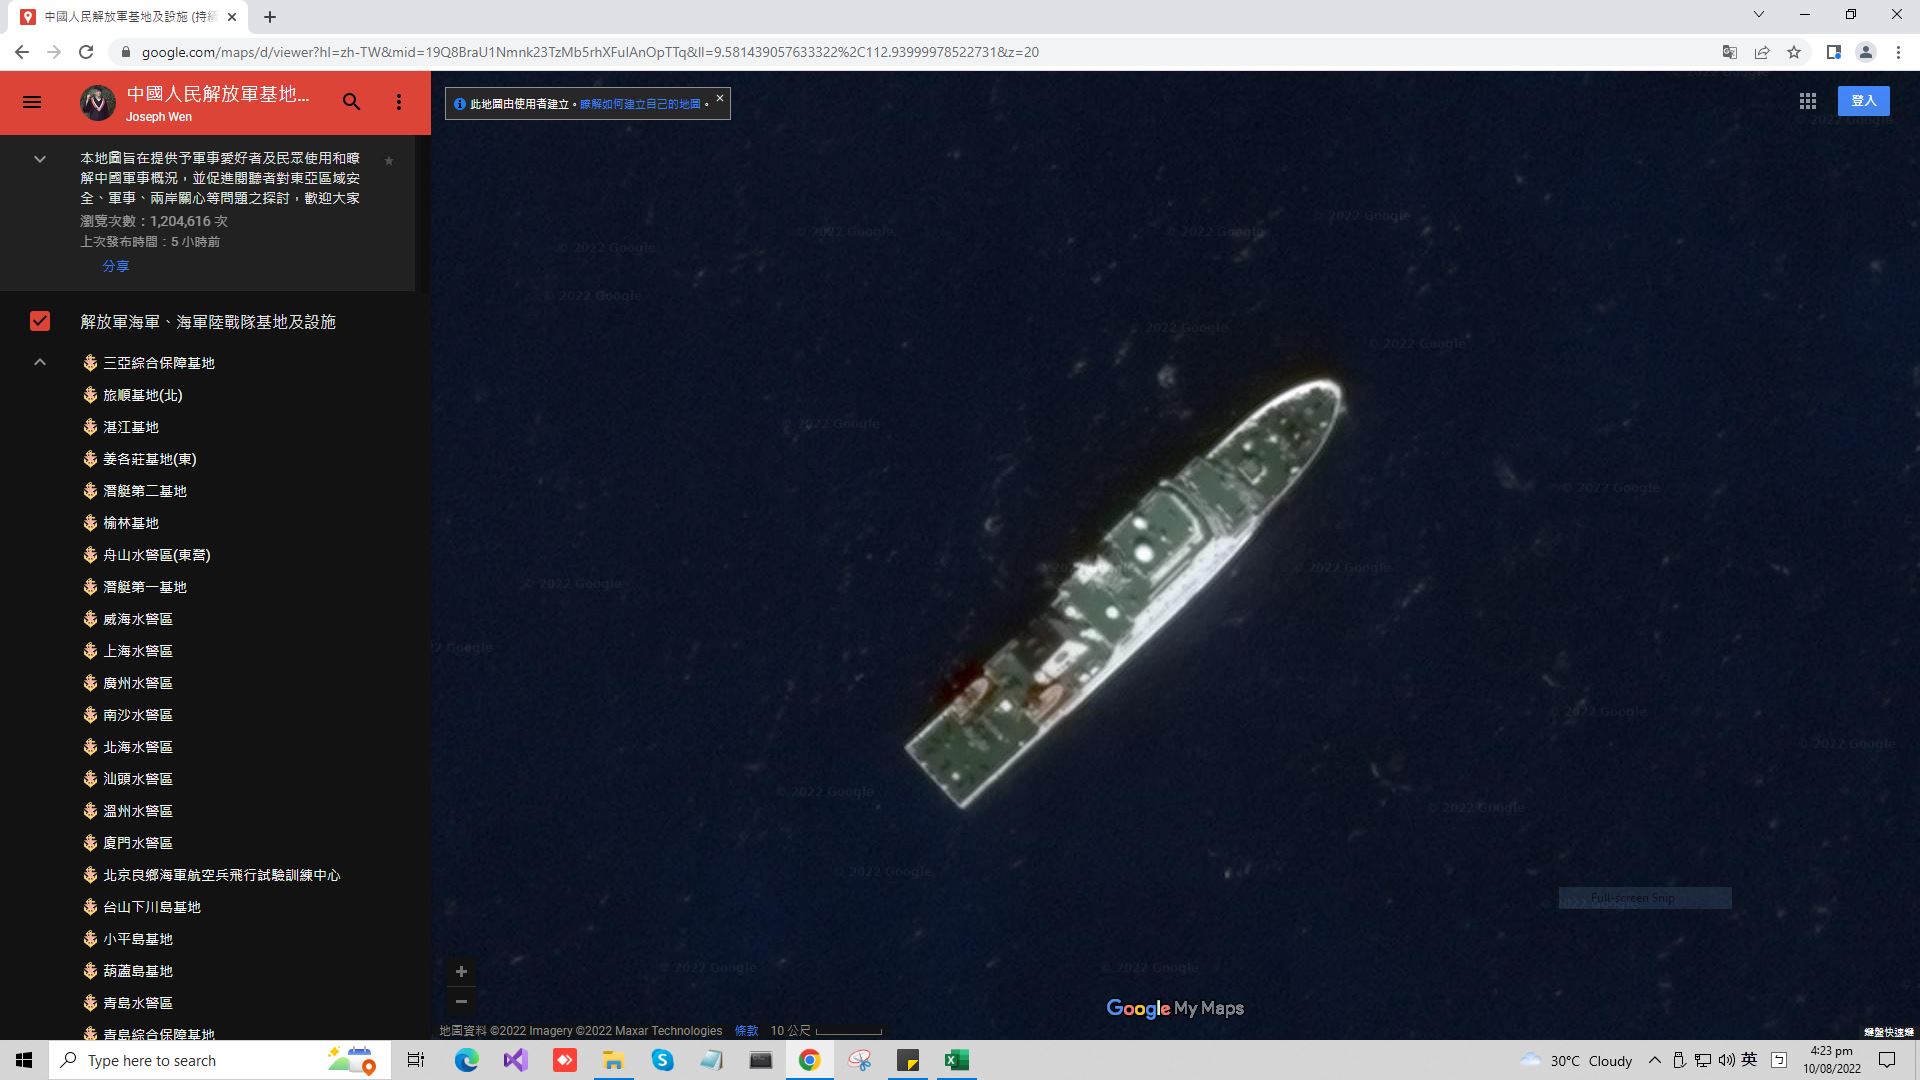 中國人民解放軍基地及設施 (持續
google.com/maps/d/viewer?hl=zh-TW&mid=19Q8BraU1Nmnk23TzMb5rhXFulAnOpTTq&ll=9.581439057633322%2C112.93999978522731&z=20
中國人民解放軍基地...
Joseph Wen
此地圖由使用者建立。瞭解如何建立自己的地圖。
登入
本地圖旨在提供予軍事愛好者及民眾使用和瞭
解中國軍事概況，並促進閱聽者對東亞區域安
全、軍事、兩岸關心等問題之探討，歡迎大家
瀏覽次數：1,204,616 次
上次發布時間：5 小時前
分享
解放軍海軍、海軍陸戰隊基地及設施
三亞綜合保障基地
旅順基地(北)
湛江基地
姜各莊基地(東)
潛艇第二基地
榆林基地
舟山水警區(東營)
潛艇第一基地
威海水警區
上海水警區
廣州水警區
南沙水警區
北海水警區
汕頭水警區
溫州水警區
廈門水警區
北京良鄉海軍航空兵飛行試驗訓練中心
台山下川島基地
小平島基地
葫蘆島基地
青島水警區
青島綜合保障基地
Full-screen Snip
Google My Maps
地圖資料 ©2022 Imagery ©2022 Maxar Technologies 條款 10 公尺
鍵盤快速鍵
Type here to search
30°C Cloudy
英
4:23 pm
10/08/2022